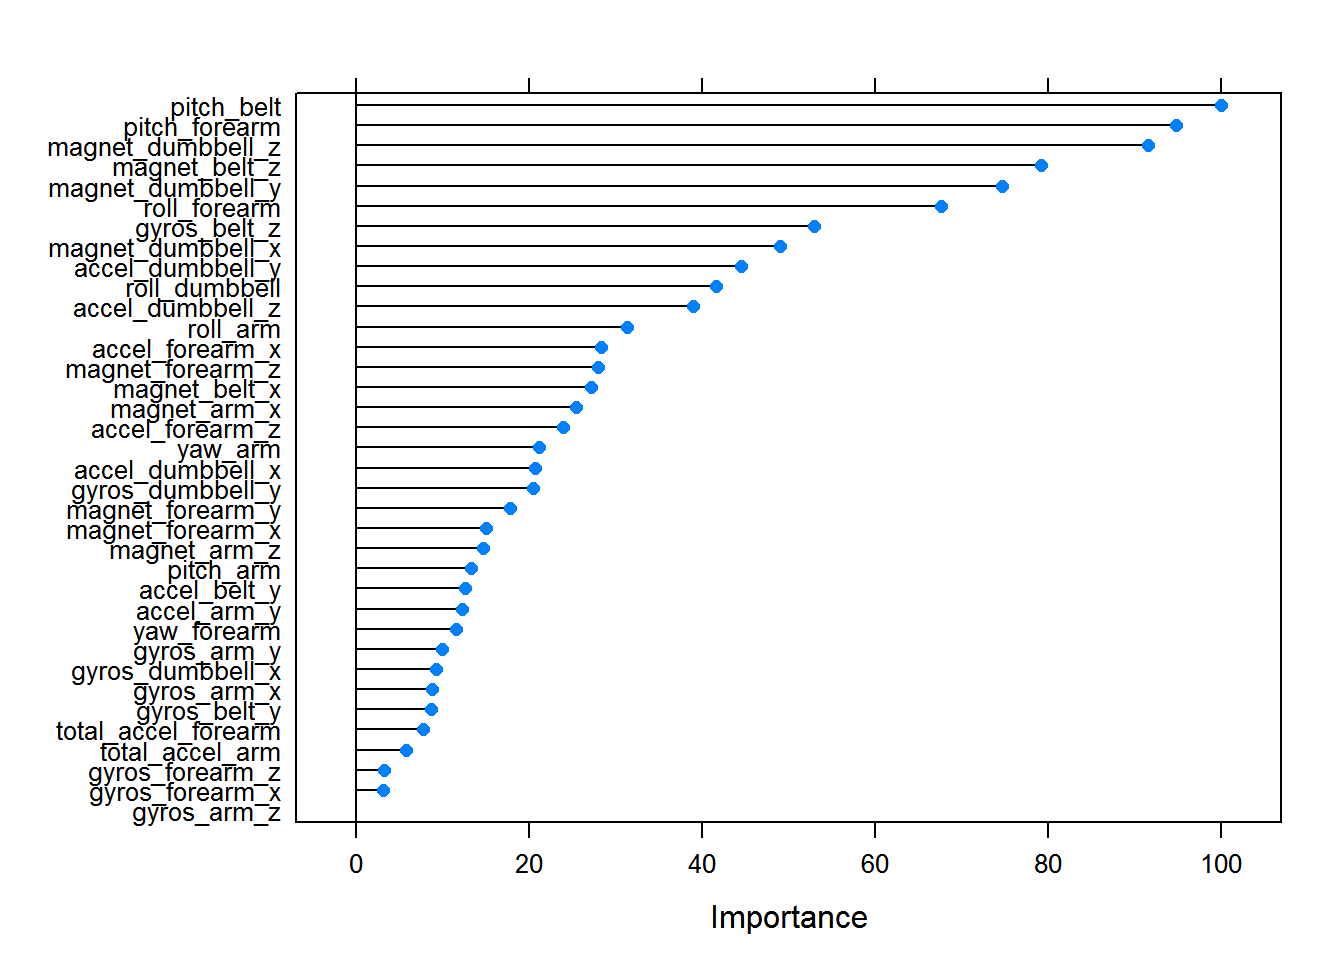 pitch_belt
pitch_forearm
magnet_dumbbell_z
magnet_belt_z
magnet_dumbbell_y
roll_forearm
gyros_belt_z
magnet_dumbbell_x
accel_dumbbell_y
roll_dumbbell
accel_dumbbell_z
roll_arm
accel_forearm_x
magnet_forearm_z
magnet_belt_x
magnet_arm_x
accel_forearm_z
yaw_arm
accel_dumbbell_x
gyros_dumbbell_y
magnet_forearm_y
magnet_forearm_x
magnet_arm_z
pitch_arm
accel_belt_y
accel_arm_y
yaw_forearm
gyros_arm_y
gyros_dumbbell_x
gyros_arm_x
gyros_belt_y
total_accel_forearm
total_accel_arm
gyros_forearm_z
gyros_forearm_x
gyros_arm_z
0 20 40 60 80 100
Importance